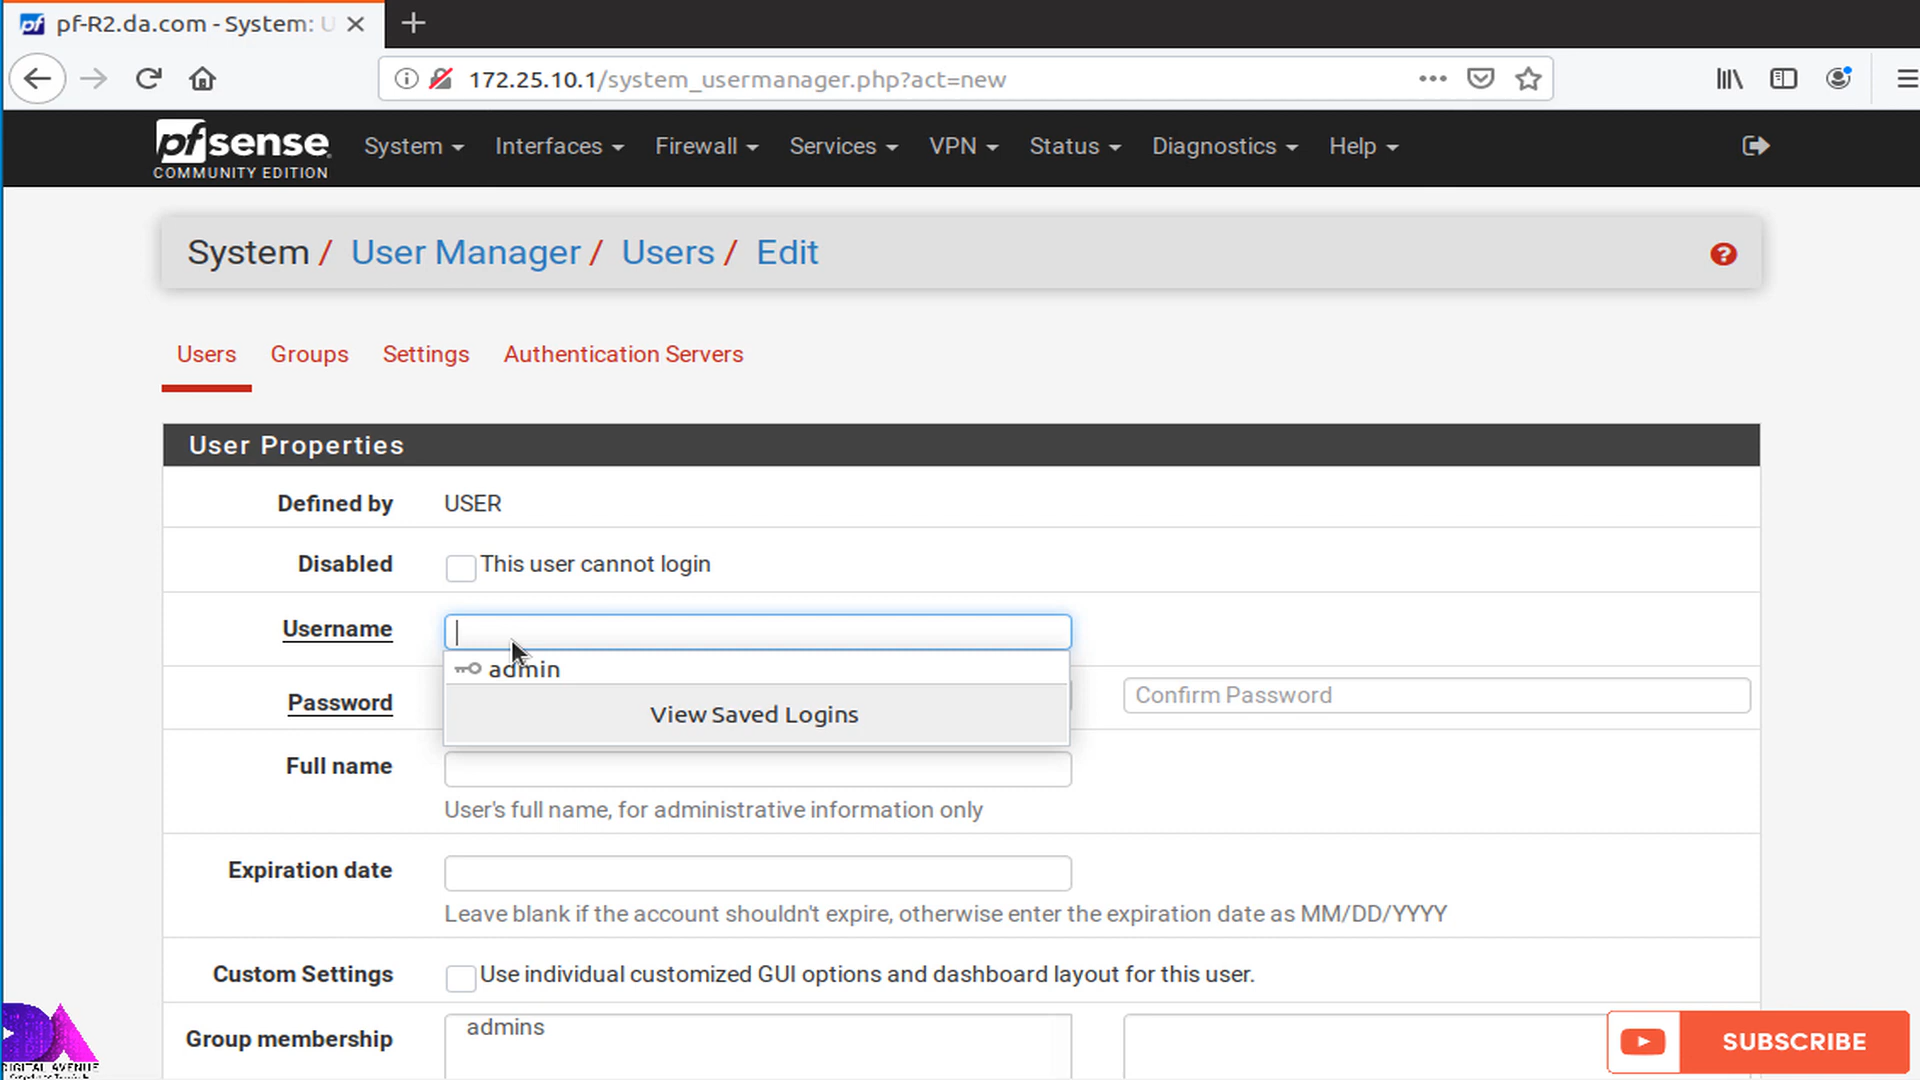 pf-R2.da.com - System: U
172.25.10.1/system_usermanager.php?act=new
pfsense
COMMUNITY EDITION
System
Interfaces
Firewall
Services
VPN
Status
Diagnostics
Help
System / User Manager / Users / Edit
Users
Groups
Settings
Authentication Servers
User Properties
Defined by
USER
Disabled
This user cannot login
Username
admin
View Saved Logins
Password
Confirm Password
Full name
User's full name, for administrative information only
Expiration date
Leave blank if the account shouldn't expire, otherwise enter the expiration date as MM/DD/YYYY
Custom Settings
Use individual customized GUI options and dashboard layout for this user.
Group membership
admins
DIGITAL AVENUE
SUBSCRIBE